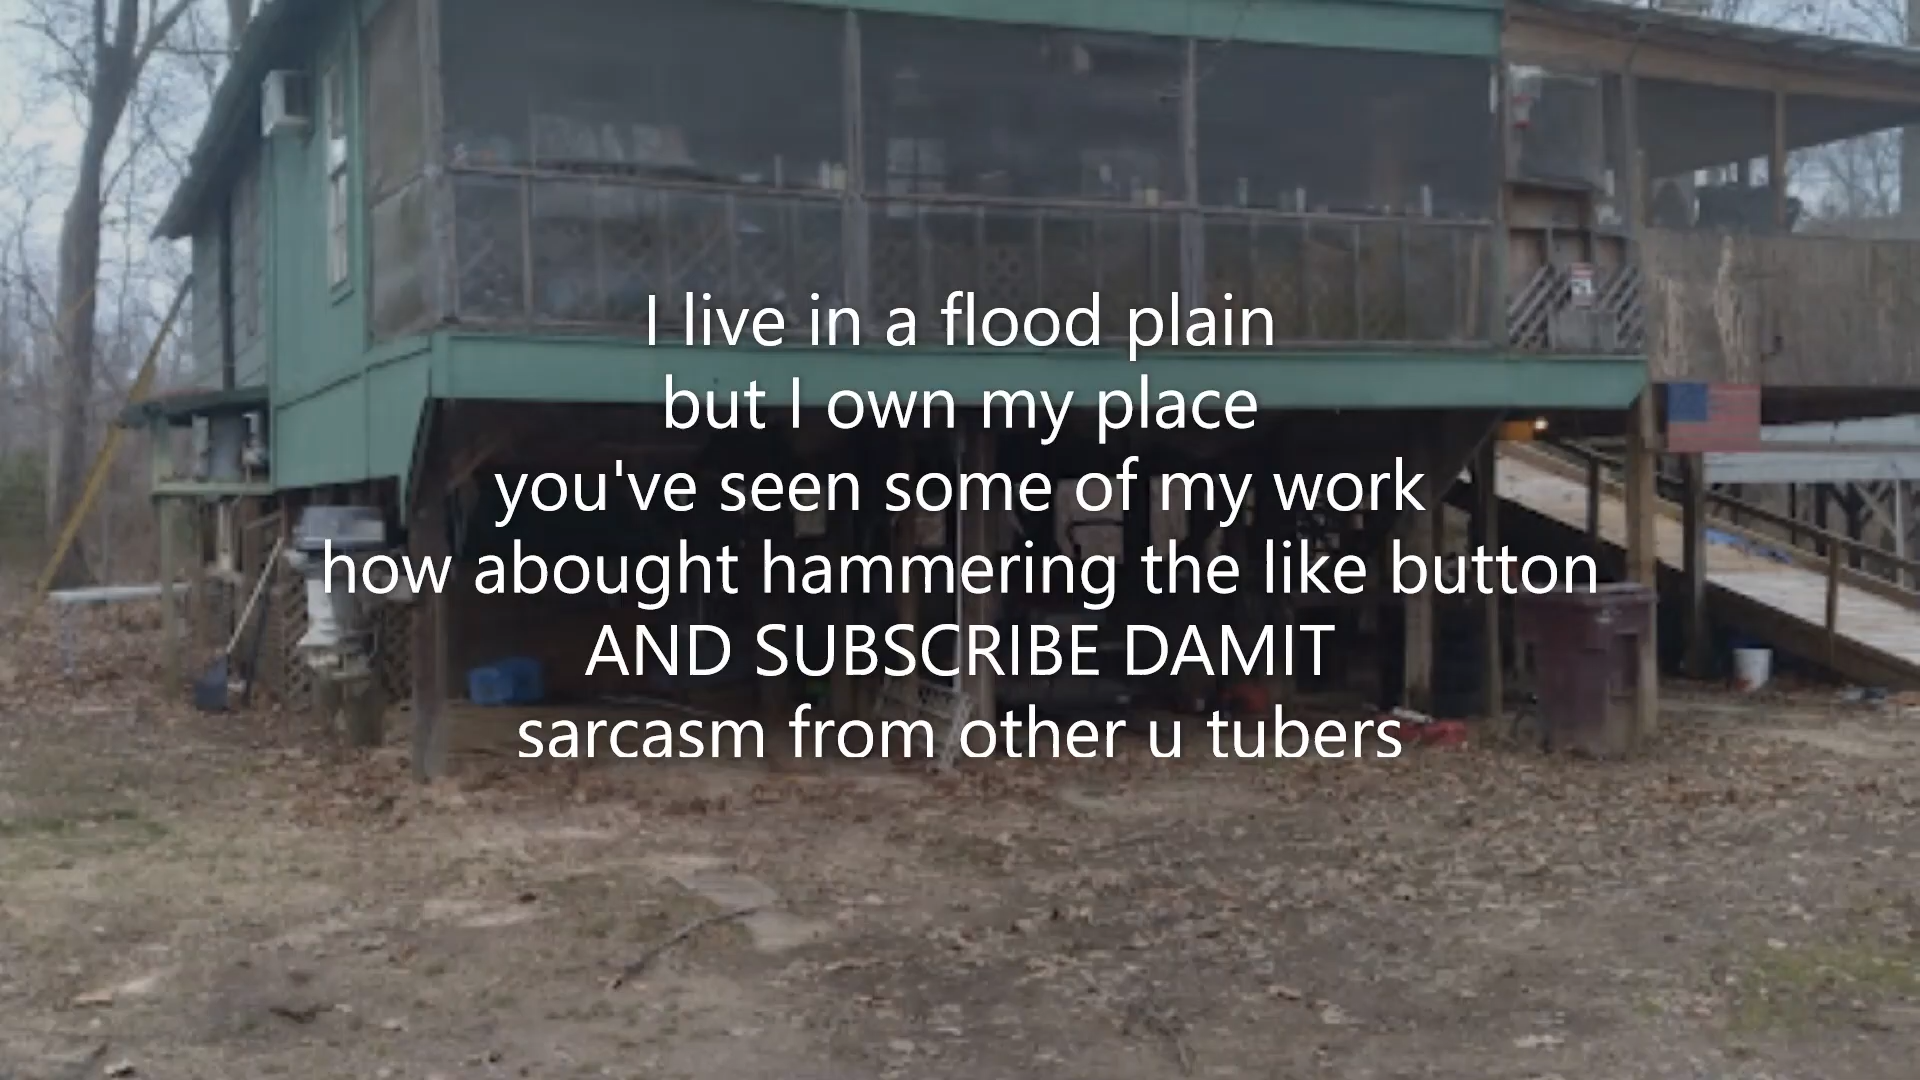 I live in a flood plain
but I own my place
you've seen some of my work
how abought hammering the like button
AND SUBSCRIBE DAMIT
sarcasm from other u tubers